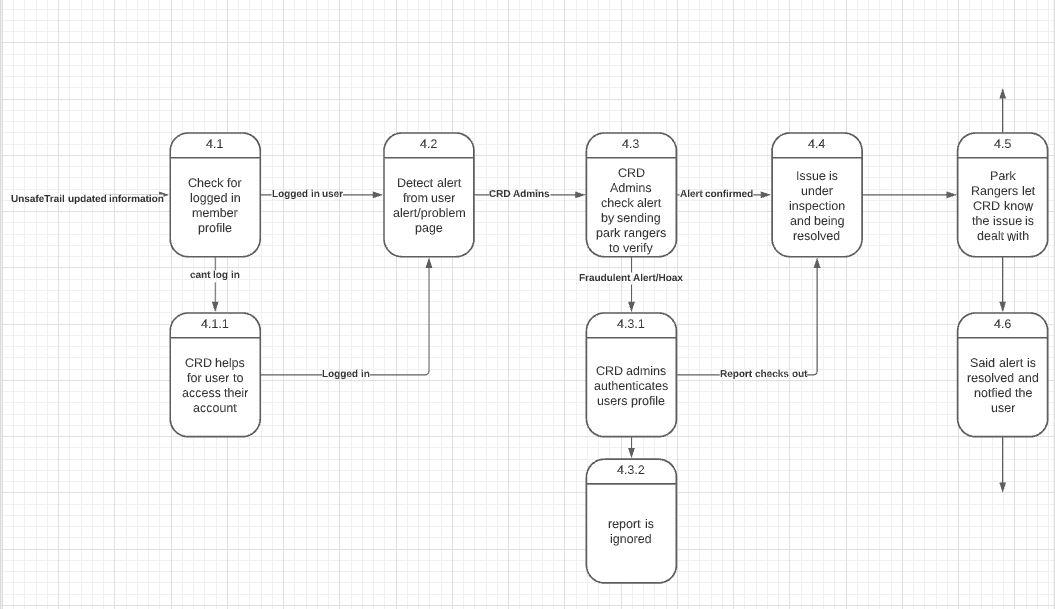 4.1
Check for
logged in
member
profile
4.2
Detect alert
from user
alert/problem
page
4.3
CRD
Admins
check alert
by sending
park rangers
to verify
4.4
Issue is
under
inspection
and being
resolved
4.5
Park
Rangers let
CRD know
the issue is
dealt with
UnsafeTrail updated information
Logged in user
CRD Admins
Alert confirmed
cant log in
Fraudulent Alert/Hoax
4.1.1
CRD helps
for user to
access their
account
Logged in
4.3.1
CRD admins
authenticates
users profile
Report checks out
4.6
Said alert is
resolved and
notfied the
user
4.3.2
report is
ignored